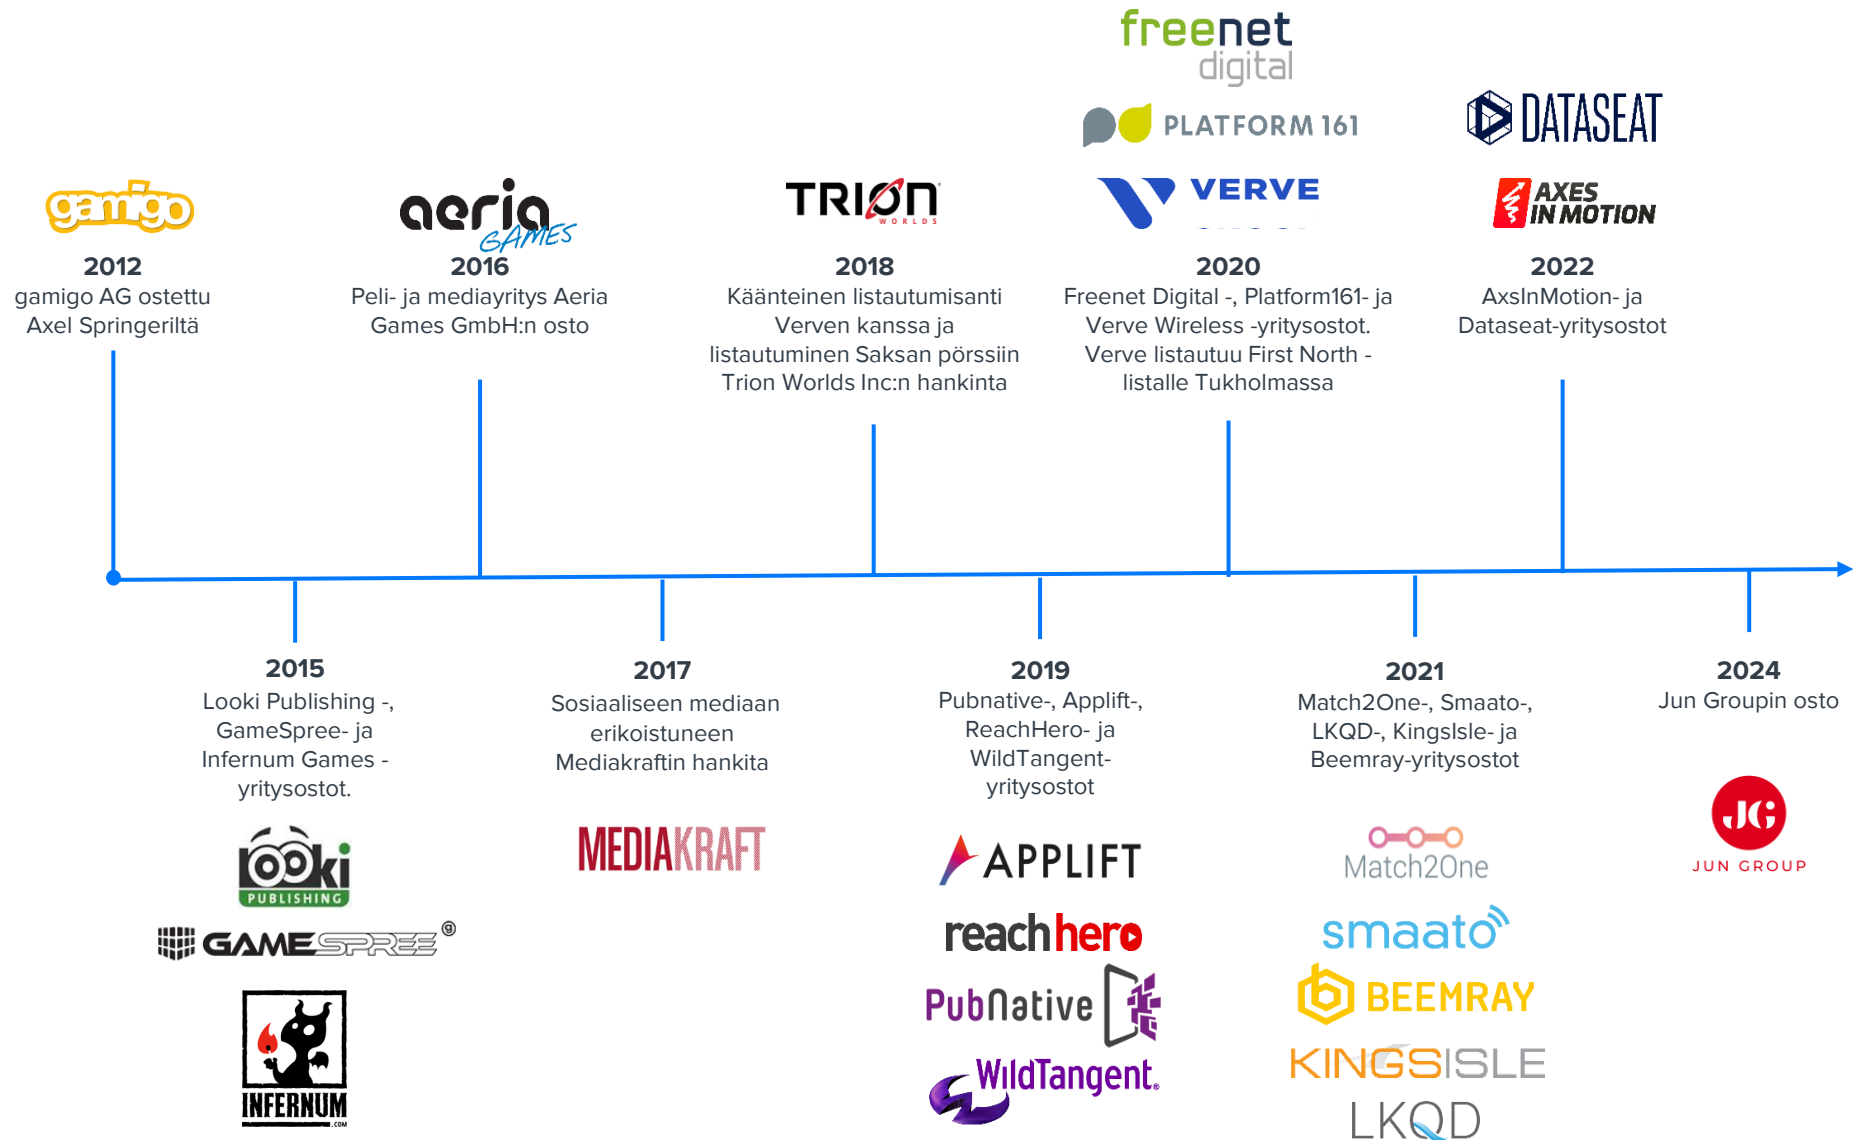 freenet
digital
PLATFORM 161
VERVE
DATASEAT
AXES
IN MOTION
gamigo
aeria
GAMES
TRION
WORLDS
2012
gamigo AG ostettu
Axel Springeriltä
2016
Peli- ja mediayritys Aeria
Games GmbH:n osto
2018
Käänteinen listautumisanti
Verven kanssa ja
listautuminen Saksan pörssiin
Trion Worlds Inc:n hankinta
2020
Freenet Digital -, Platform161- ja
Verve Wireless -yritysostot.
Verve listautuu First North -
listalle Tukholmassa
2022
AxsInMotion- ja
Dataseat-yritysostot
2015
Looki Publishing -,
GameSpree- ja
Infernum Games -
yritysostot.
looki
PUBLISHING
GAMESPREE g
INFERNUM
.COM
2017
Sosiaaliseen mediaan
erikoistuneen
Mediakraftin hankita
MEDIAKRAFT
2019
Pubnative-, Applift-,
ReachHero- ja
WildTangent-
yritysostot
APPLIFT
reachhero
PubNative
WildTangent
2021
Match2One-, Smaato-,
LKQD-, KingsIsle- ja
Beemray-yritysostot
Match2One
smaato
BEEMRAY
KINGSISLE
LKQD
2024
Jun Groupin osto
JG
JUN GROUP